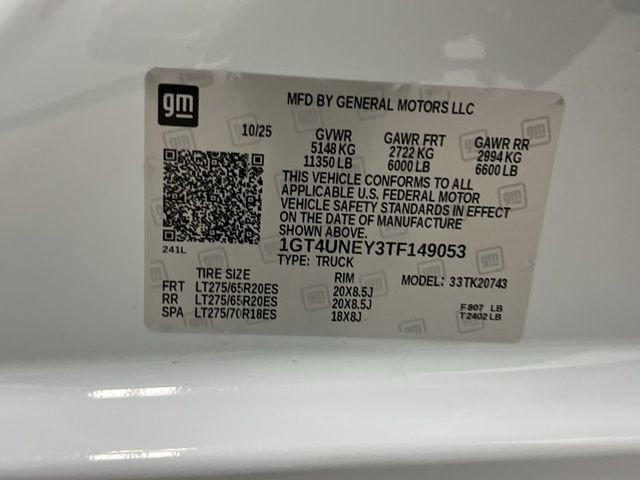 gm
MFD BY GENERAL MOTORS LLC
10/25 GVWR GAWR FRT GAWR RR
5148 KG 2722 KG 2994 KG
11350 LB 6000 LB 6600 LB
THIS VEHICLE CONFORMS TO ALL
APPLICABLE U.S. FEDERAL MOTOR
VEHICLE SAFETY STANDARDS IN EFFECT
ON THE DATE OF MANUFACTURE
SHOWN ABOVE.
241L
1GT4UNEY3TF149053
TYPE: TRUCK
TIRE SIZE RIM MODEL: 33TK20743
FRT LT275/65R20ES 20X8.5J
RR LT275/65R20ES 20X8.5J F 807 LB
SPA LT275/70R18ES 18X8J T 2402 LB